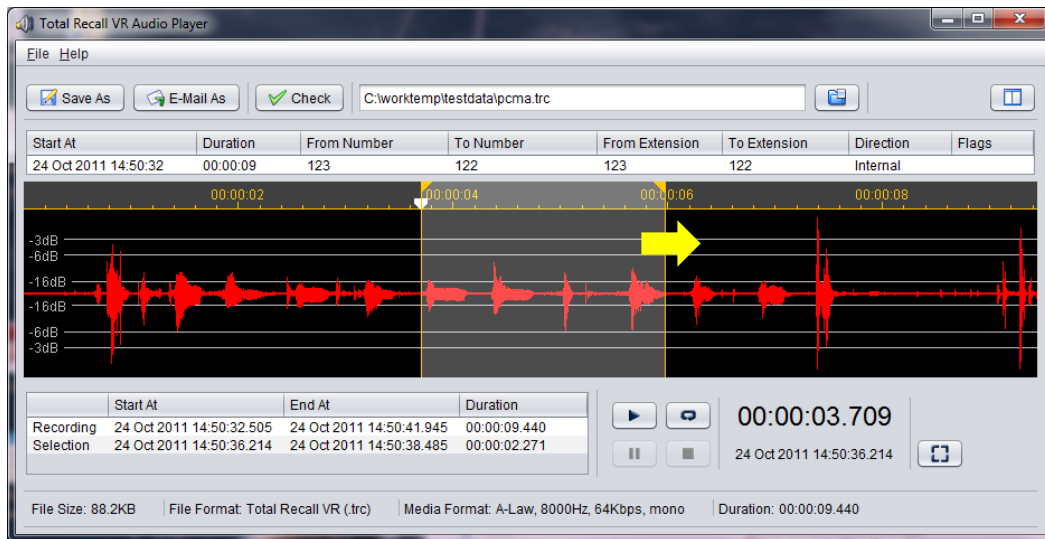 Total Recall VR Audio Player
File Help
Save As E-Mail As Check C:\worktemp\testdata\pcma.trc
Start At Duration From Number To Number From Extension To Extension Direction Flags
24 Oct 2011 14:50:32 00:00:09 123 122 123 122 Internal
00:00:02 00:00:04 00:00:06 00:00:08
-3dB
-6dB
-16dB
-16dB
-6dB
-3dB
Start At End At Duration
Recording 24 Oct 2011 14:50:32.505 24 Oct 2011 14:50:41.945 00:00:09.440
Selection 24 Oct 2011 14:50:36.214 24 Oct 2011 14:50:38.485 00:00:02.271
00:00:03.709
24 Oct 2011 14:50:36.214
File Size: 88.2KB File Format: Total Recall VR (.trc) Media Format: A-Law, 8000Hz, 64Kbps, mono Duration: 00:00:09.440